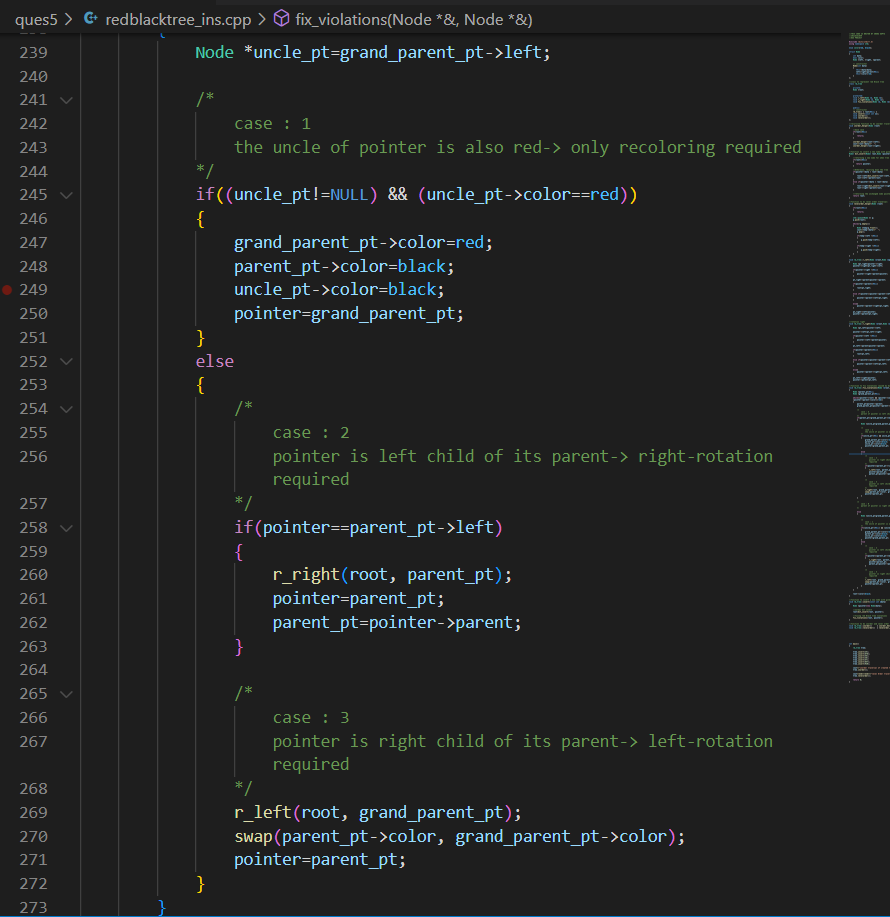 ques5 > redblacktree_ins.cpp > fix_violations(Node *&, Node *&)
239 Node *uncle_pt=grand_parent_pt->left;
240
241 /*
242 case : 1
243 the uncle of pointer is also red-> only recoloring required
244 */
245 if((uncle_pt!=NULL) && (uncle_pt->color==red))
246 {
247 grand_parent_pt->color=red;
248 parent_pt->color=black;
249 uncle_pt->color=black;
250 pointer=grand_parent_pt;
251 }
252 else
253 {
254 /*
255 case : 2
256 pointer is left child of its parent-> right-rotation
required
257 */
258 if(pointer==parent_pt->left)
259 {
260 r_right(root, parent_pt);
261 pointer=parent_pt;
262 parent_pt=pointer->parent;
263 }
264
265 /*
266 case : 3
267 pointer is right child of its parent-> left-rotation
required
268 */
269 r_left(root, grand_parent_pt);
270 swap(parent_pt->color, grand_parent_pt->color);
271 pointer=parent_pt;
272 }
273 }